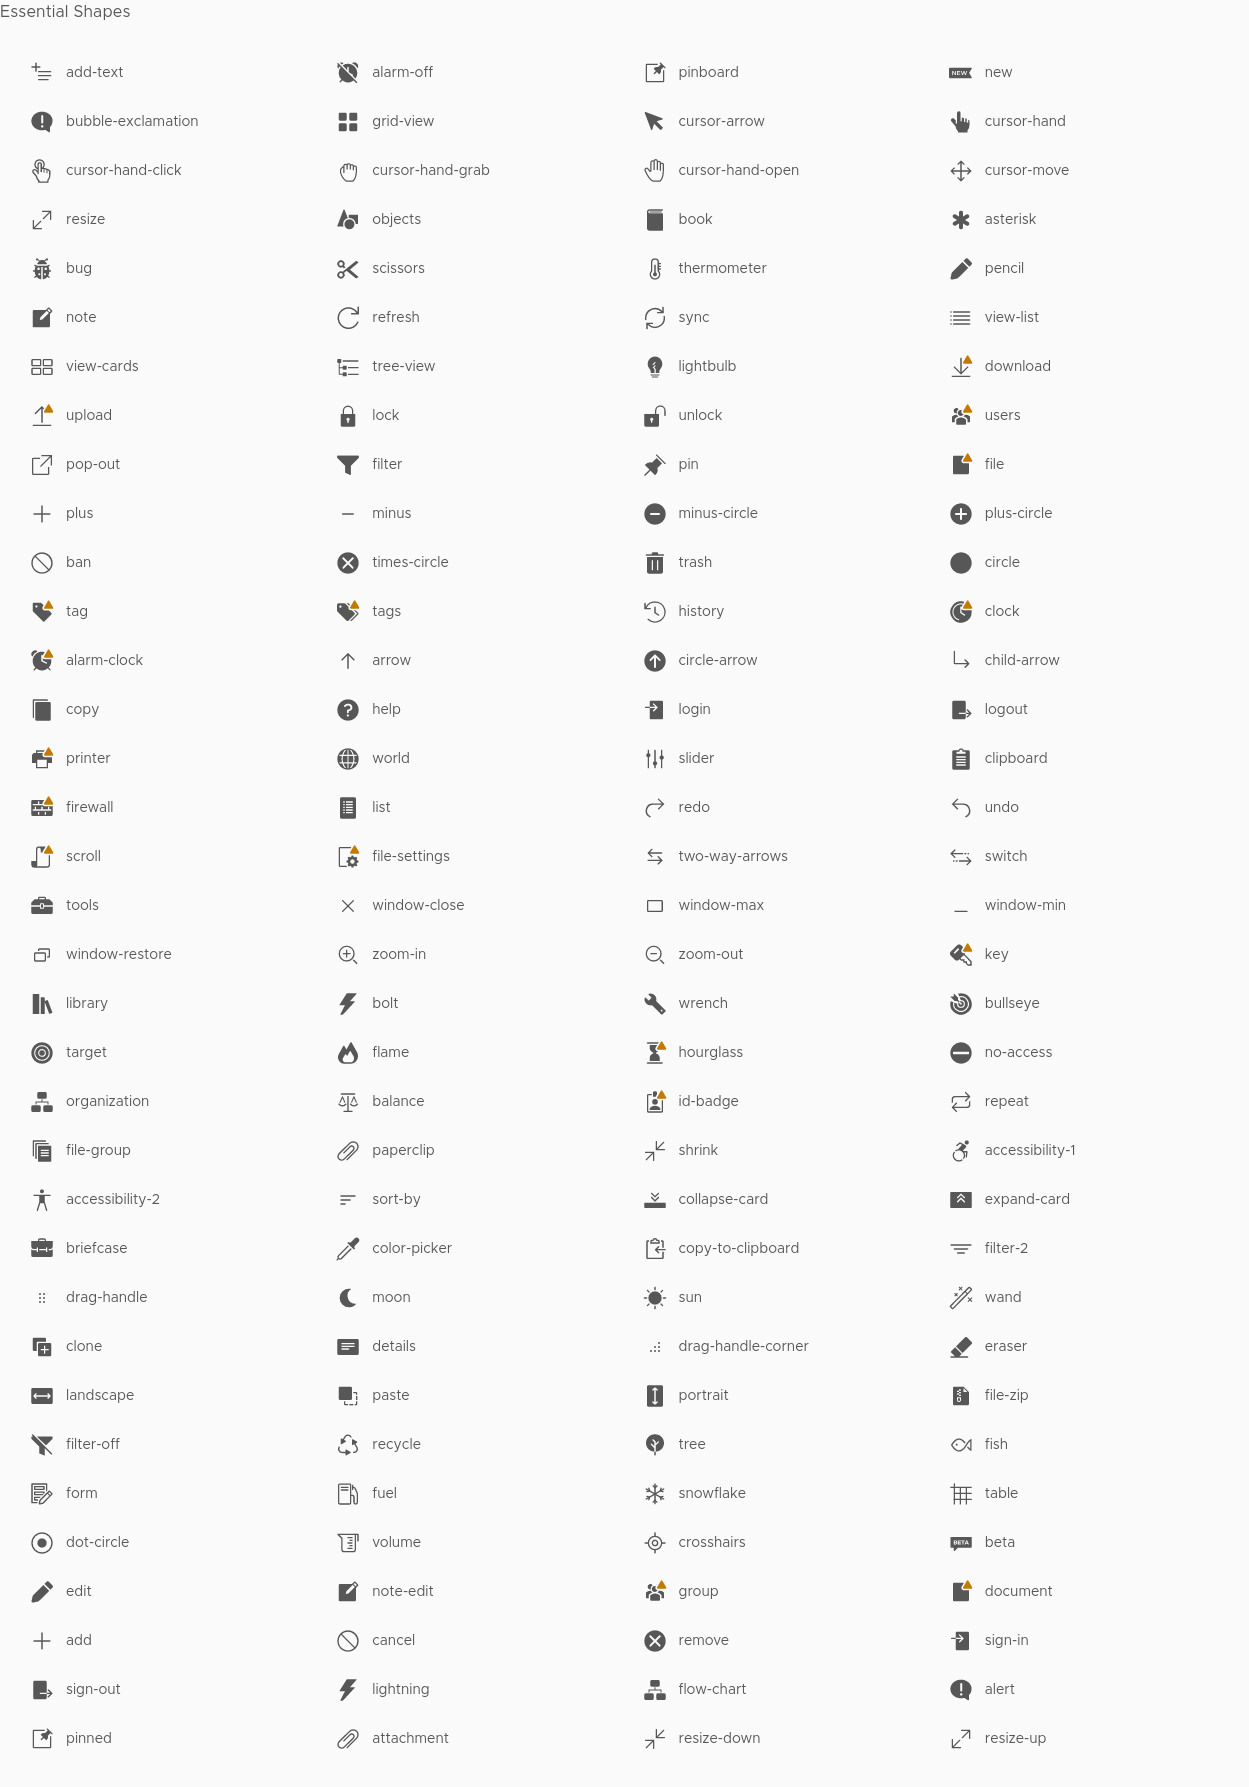 Essential Shapes
add-text alarm-off pinboard NEW new
bubble-exclamation grid-view cursor-arrow cursor-hand
cursor-hand-click cursor-hand-grab cursor-hand-open cursor-move
resize objects book asterisk
bug scissors thermometer pencil
note refresh sync view-list
view-cards tree-view lightbulb download
upload lock unlock users
pop-out filter pin file
plus minus minus-circle plus-circle
ban times-circle trash circle
tag tags history clock
alarm-clock arrow circle-arrow child-arrow
copy help login logout
printer world slider clipboard
firewall list redo undo
scroll file-settings two-way-arrows switch
tools window-close window-max window-min
window-restore zoom-in zoom-out key
library bolt wrench bullseye
target flame hourglass no-access
organization balance id-badge repeat
file-group paperclip shrink accessibility-1
accessibility-2 sort-by collapse-card expand-card
briefcase color-picker copy-to-clipboard filter-2
drag-handle moon sun wand
clone details drag-handle-corner eraser
landscape paste portrait file-zip
filter-off recycle tree fish
form fuel snowflake table
dot-circle volume crosshairs BETA beta
edit note-edit group document
add cancel remove sign-in
sign-out lightning flow-chart alert
pinned attachment resize-down resize-up